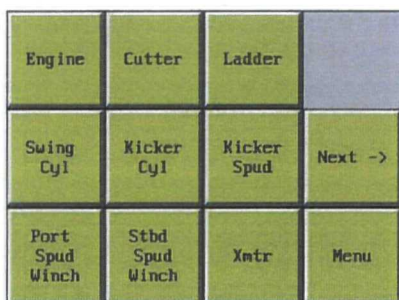 Engine Cutter Ladder
Swing Cyl Kicker Cyl Kicker Spud Next ->
Port Spud Winch Stbd Spud Winch Xmtr Menu